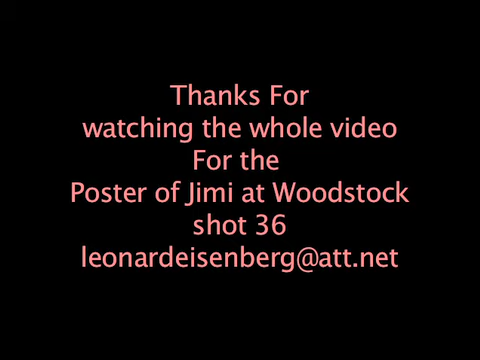 Thanks For
watching the whole video
For the
Poster of Jimi at Woodstock
shot 36
leonardeisenberg@att.net